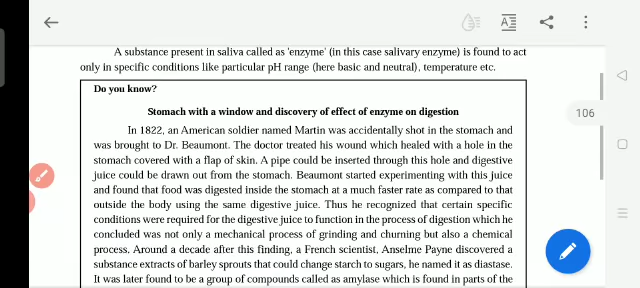 A substance present in saliva called as 'enzyme' (in this case salivary enzyme) is found to act
only in specific conditions like particular pH range (here basic and neutral), temperature etc.
Do you know?
Stomach with a window and discovery of effect of enzyme on digestion
In 1822, an American soldier named Martin was accidentally shot in the stomach and
was brought to Dr. Beaumont. The doctor treated his wound which healed with a hole in the
stomach covered with a flap of skin. A pipe could be inserted through this hole and digestive
juice could be drawn out from the stomach. Beaumont started experimenting with this juice
and found that food was digested inside the stomach at a much faster rate as compared to that
outside the body using the same digestive juice. Thus he recognized that certain specific
conditions were required for the digestive juice to function in the process of digestion which he
concluded was not only a mechanical process of grinding and churning but also a chemical
process. Around a decade after this finding, a French scientist, Anselme Payne discovered a
substance extracts of barley sprouts that could change starch to sugars, he named it as diastase.
It was later found to be a group of compounds called as amylase which is found in parts of the
106